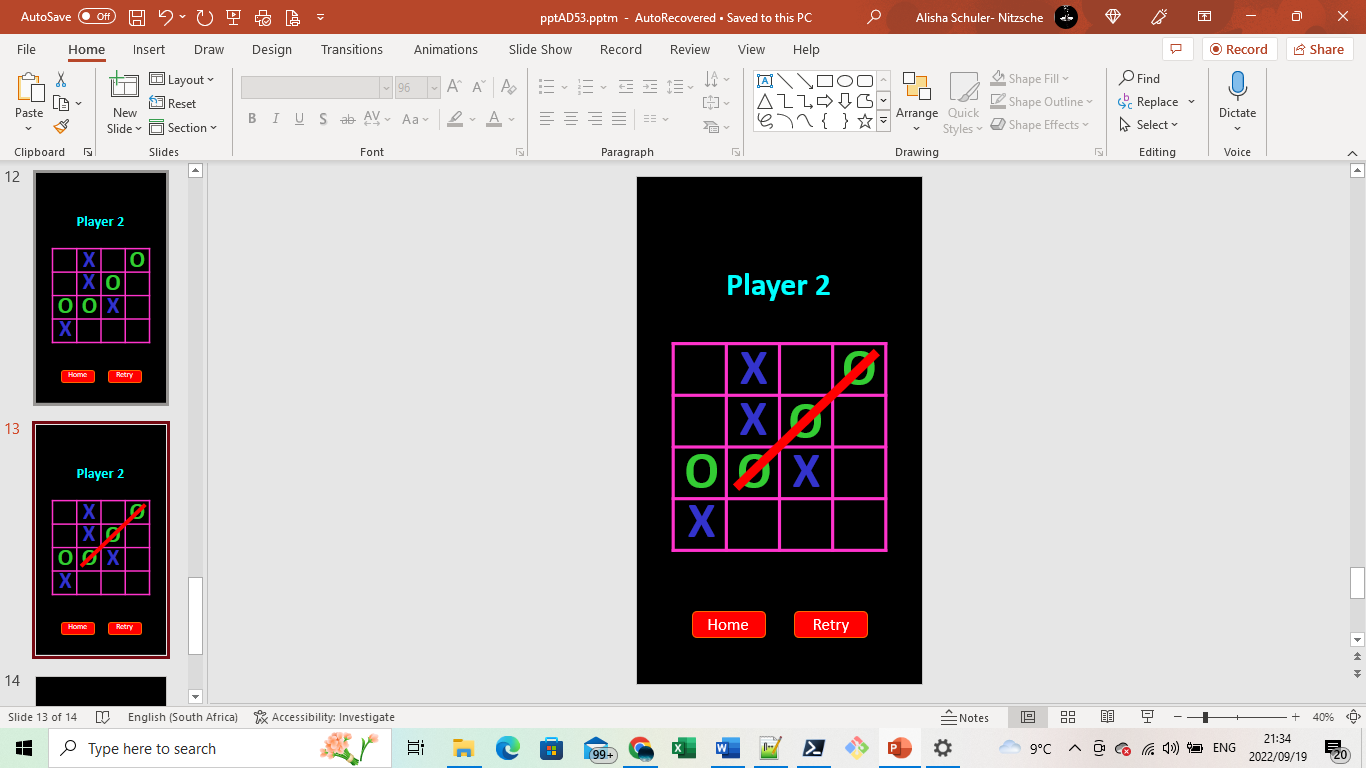 AutoSave Off pptAD53.pptm - AutoRecovered • Saved to this PC Alisha Schuler- Nitzsche
File Home Insert Draw Design Transitions Animations Slide Show Record Review View Help Record Share
Paste New Slide Layout Reset Section 96 B I U S ab AV Aa A Arrange Quick Styles Shape Fill Shape Outline Shape Effects Find Replace Select Dictate
Clipboard Slides Font Paragraph Drawing Editing Voice
12
Player 2
X O
X O
O O X
X
Home Retry
13
Player 2
X O
X O
O O X
X
Home Retry
14
Player 2
X O
X O
O O X
X
Home Retry
Slide 13 of 14 English (South Africa) Accessibility: Investigate Notes 40%
Type here to search 99+ 9°C ENG 21:34
2022/09/19 20